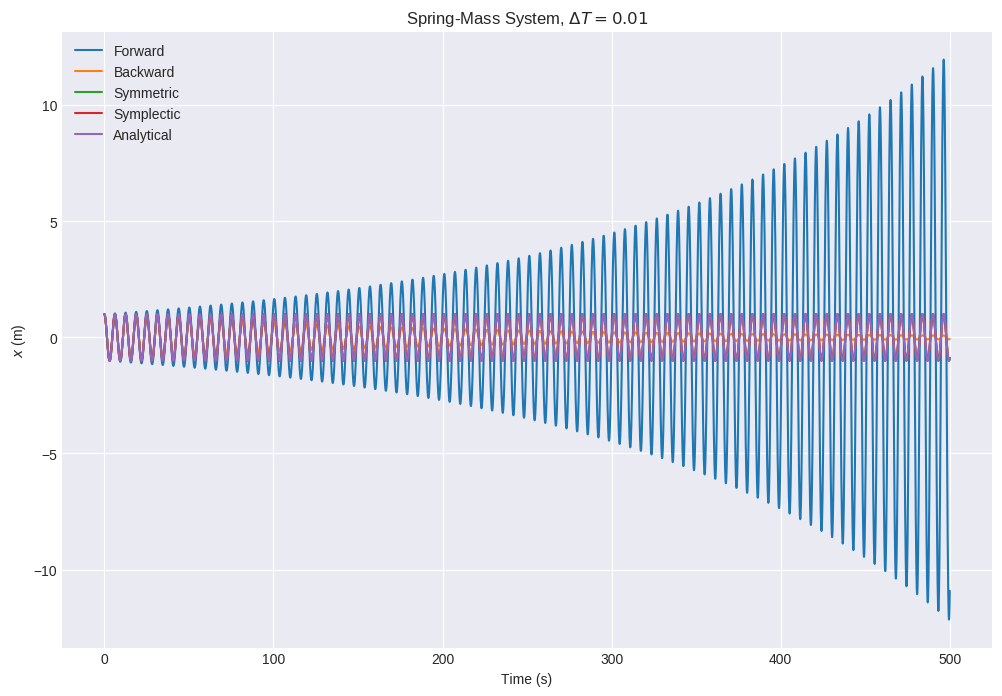 Spring-Mass System, ΔT = 0.01
Forward
Backward
Symmetric
Symplectic
Analytical
10
5
0
−5
−10
x (m)
0 100 200 300 400 500
Time (s)